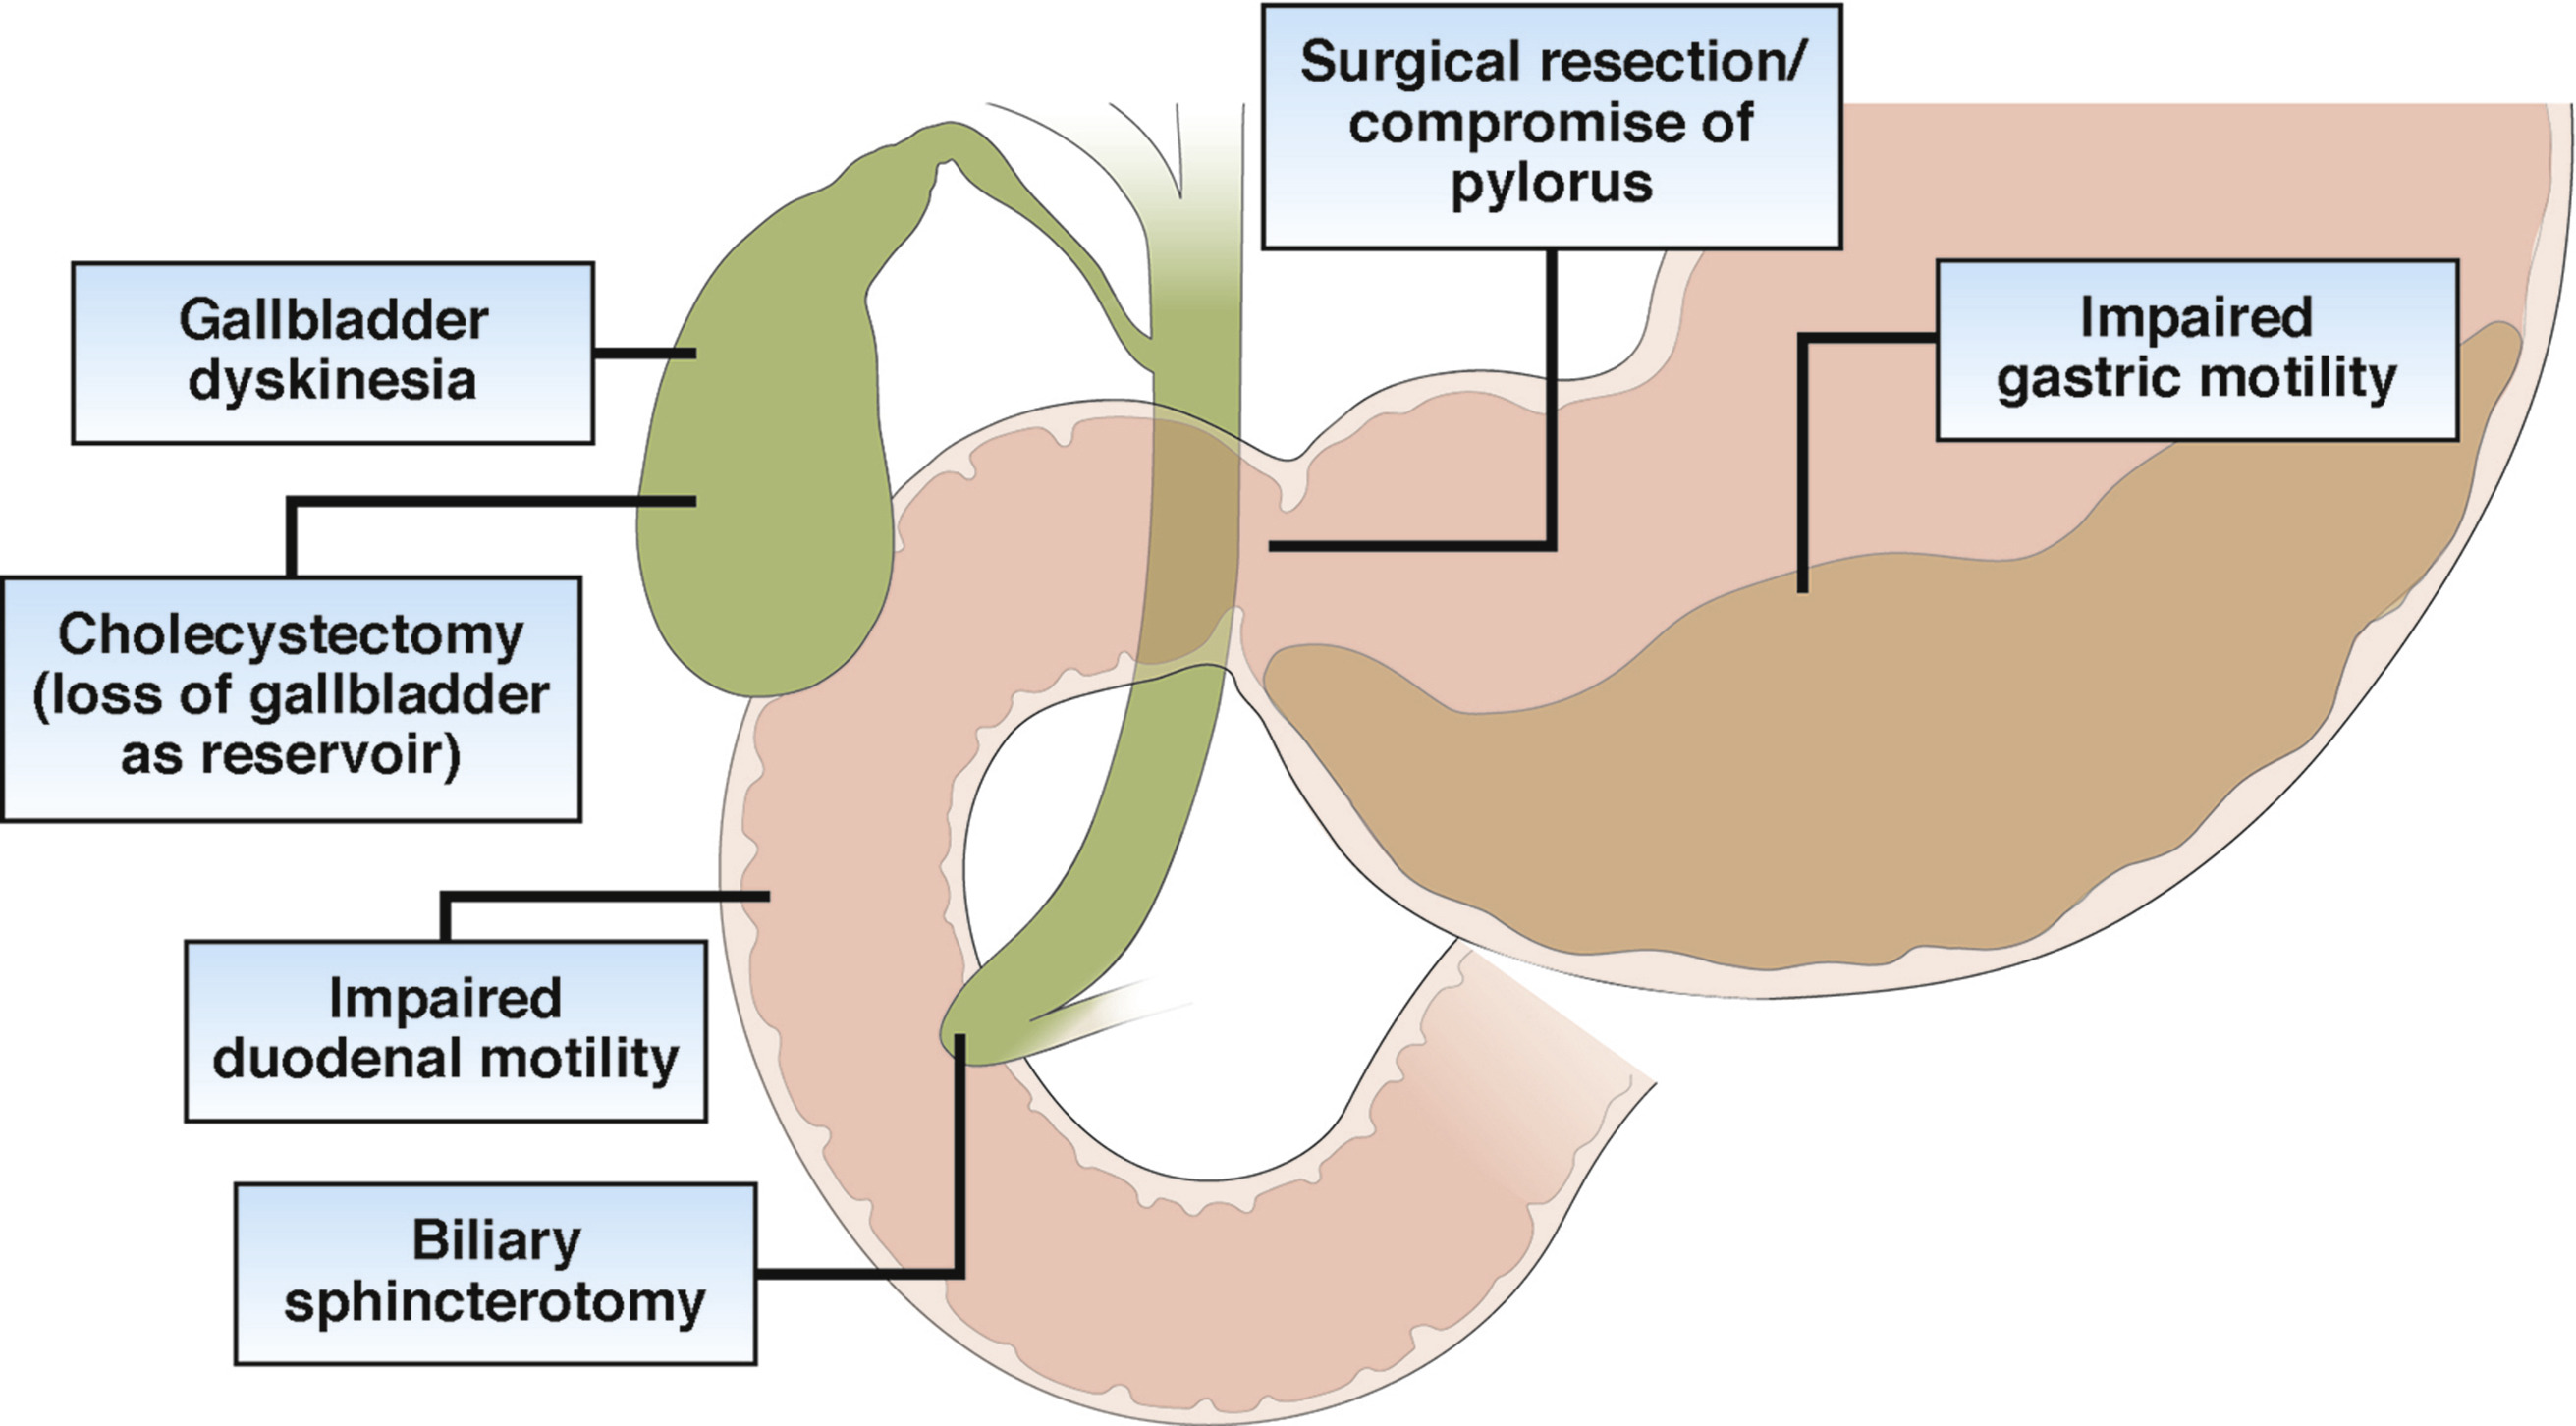 Surgical resection/
compromise of
pylorus
Gallbladder
dyskinesia
Impaired
gastric motility
Cholecystectomy
(loss of gallbladder
as reservoir)
Impaired
duodenal motility
Biliary
sphincterotomy